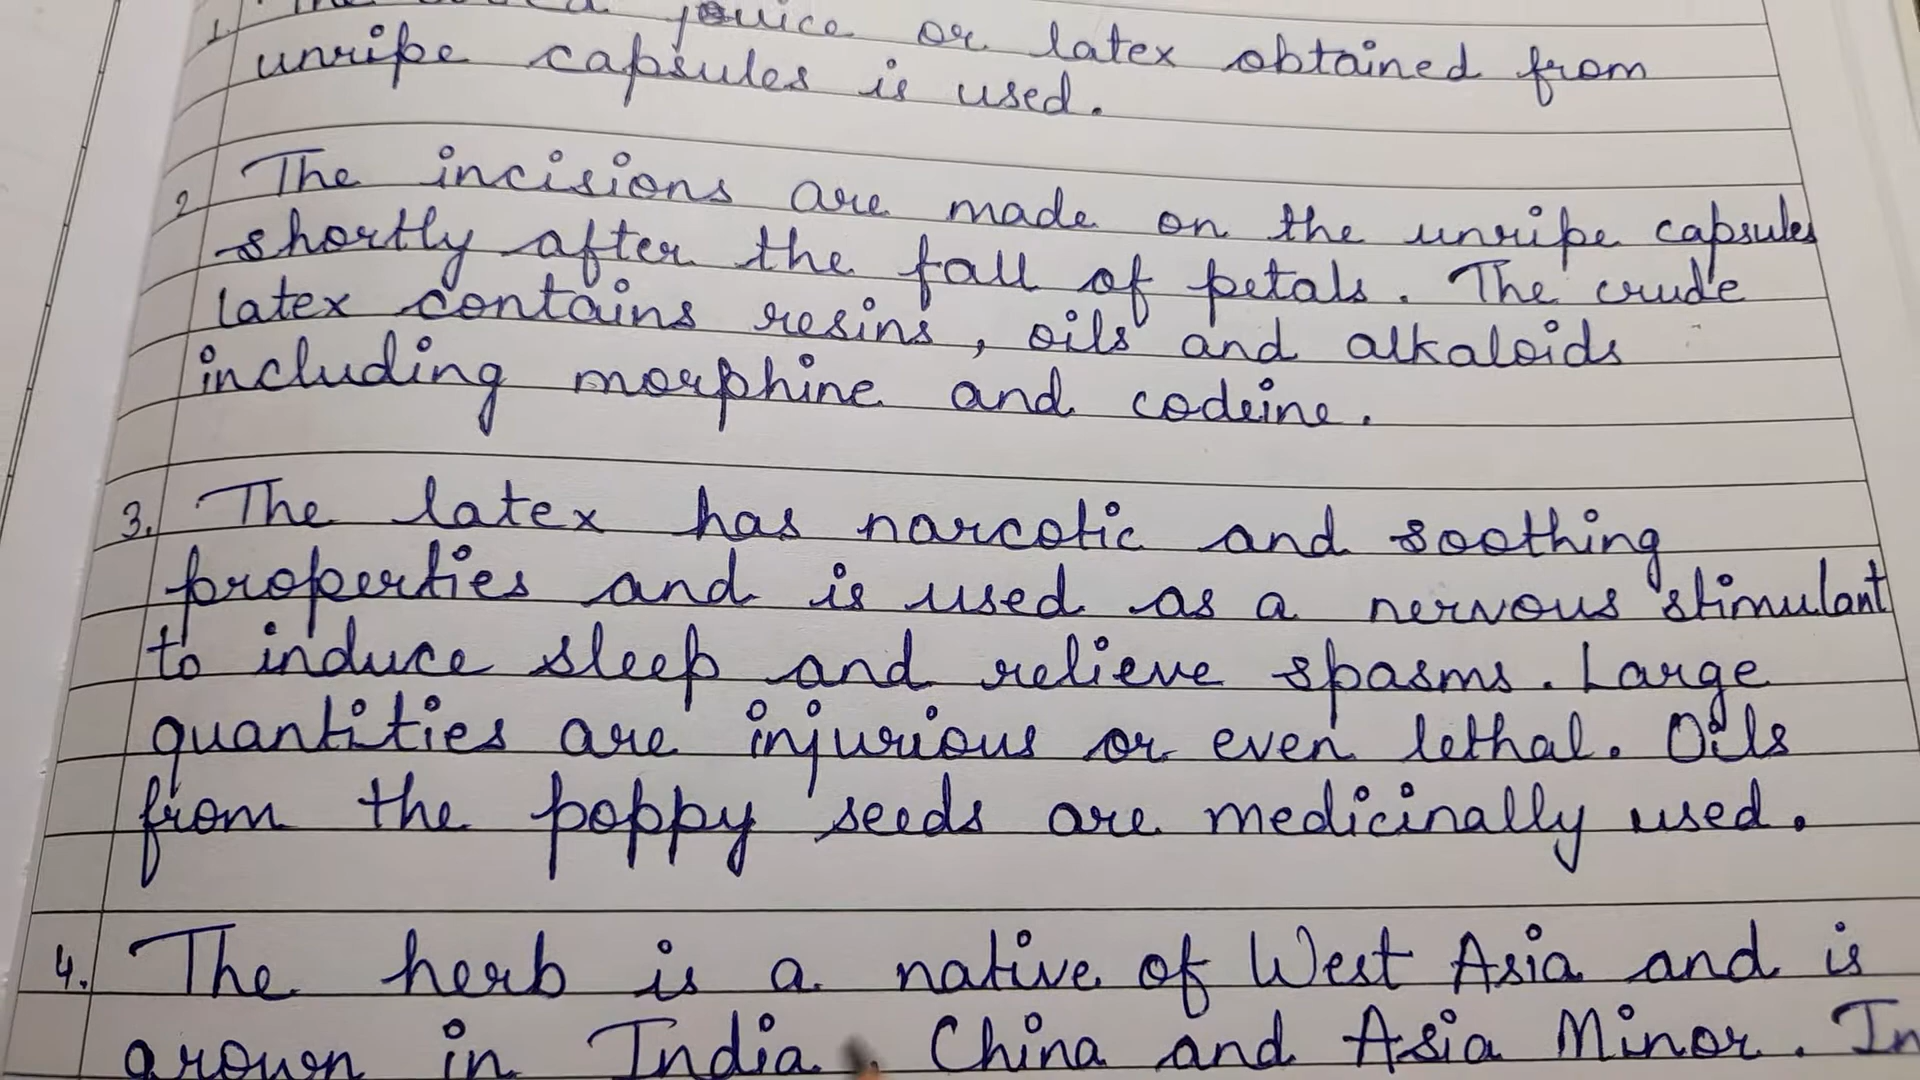 1. The juice or latex obtained from
unripe capsules is used.
2 The incisions are made on the unripe capsules
shortly after the fall of petals. The crude
latex contains resins, oils and alkaloids
including morphine and codeine.
3. The latex has narcotic and soothing
properties and is used as a nervous stimulant
to induce sleep and relieve spasms. Large
quantities are injurious or even lethal. Oils
from the poppy seeds are medicinally used.
4. The herb is a native of West Asia and is
grown in India, China and Asia Minor. In